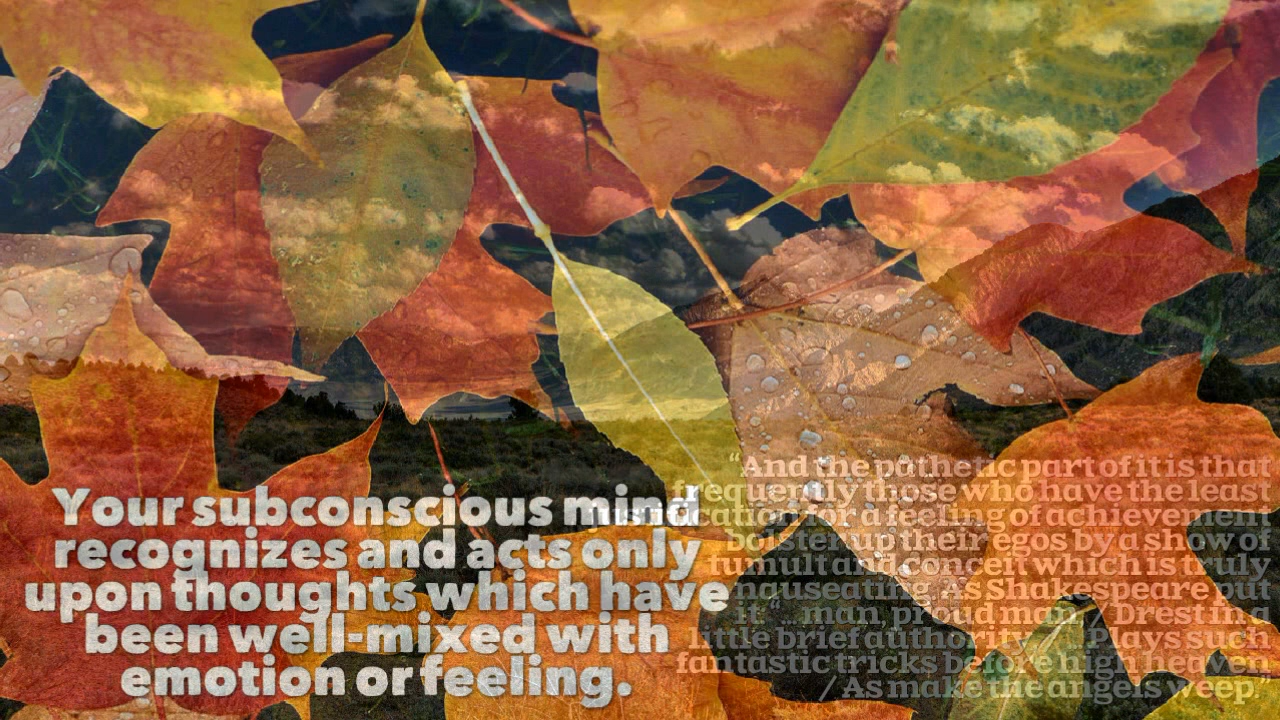 Your subconscious mind
recognizes and acts only
upon thoughts which have
been well-mixed with
emotion or feeling.
"And the pathetic part of it is that
frequently those who have the least
for a feeling of achievement
bolster up their egos by a show of
tumult and conceit which is truly
nauseating. As Shakespeare put
it ". . . man, proud man, / Drest in a
little brief authority, / . . . Plays such
fantastic tricks before high heaven
/ As make the angels weep."